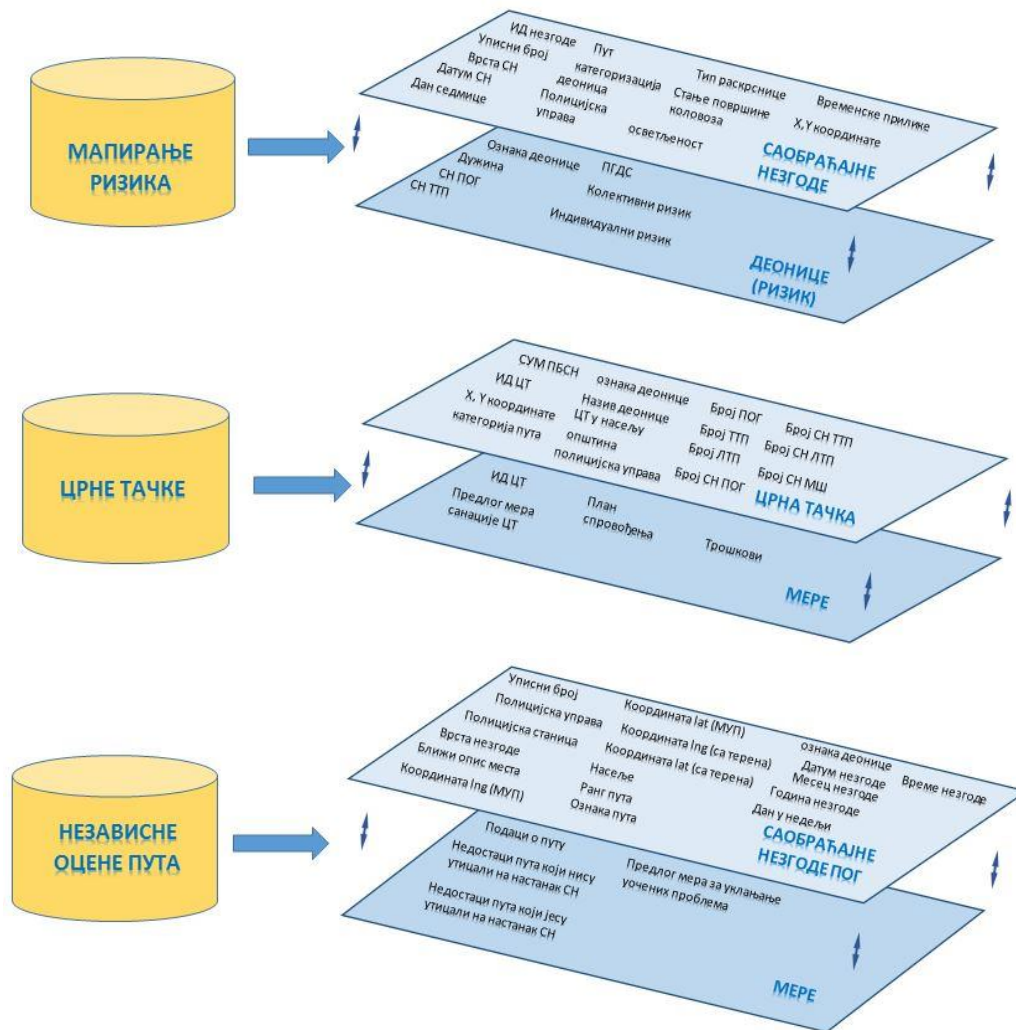 МАПИРАЊЕ
РИЗИКА
ИД незгоде
Уписни број
Врста СН
Датум СН
Дан седмице
Пут
категоризација
деоница
Полицијска
управа
Тип раскрснице
Стање површине
коловоза
осветљеност
Временске прилике
X,Y координате
САОБРАЋАЈНЕ
НЕЗГОДЕ
Ознака деонице
Дужина
СН ПОГ
СН ТТП
ПГДС
Колективни ризик
Индивидуални ризик
ДЕОНИЦЕ
(РИЗИК)
ЦРНЕ ТАЧКЕ
СУМ ПБСН
ИД ЦТ
X, Y координате
категорија пута
ознака деонице
Назив деонице
ЦТ у насељу
општина
полицијска управа
Број ПОГ
Број ТТП
Број ЛТП
Број СН ПОГ
Број СН ТТП
Број СН ЛТП
Број СН МШ
ЦРНА ТАЧКА
ИД ЦТ
Предлог мера
санације ЦТ
План
спровођења
Трошкови
МЕРЕ
НЕЗАВИСНЕ
ОЦЕНЕ ПУТА
Уписни број
Полицијска управа
Полицијска станица
Врста незгоде
Ближи опис места
Координата lng (МУП)
Координата lat (МУП)
Координата lng (са терена)
Координата lat (са терена)
Насеље
Ранг пута
Ознака пута
ознака деонице
Датум незгоде
Месец незгоде
Година незгоде
Дан у недељи
Време незгоде
САОБРАЋАЈНЕ
НЕЗГОДЕ ПОГ
Подаци о путу
Недостаци пута који нису
утицали на настанак СН
Недостаци пута који јесу
утицали на настанак СН
Предлог мера за уклањање
уочених проблема
МЕРЕ